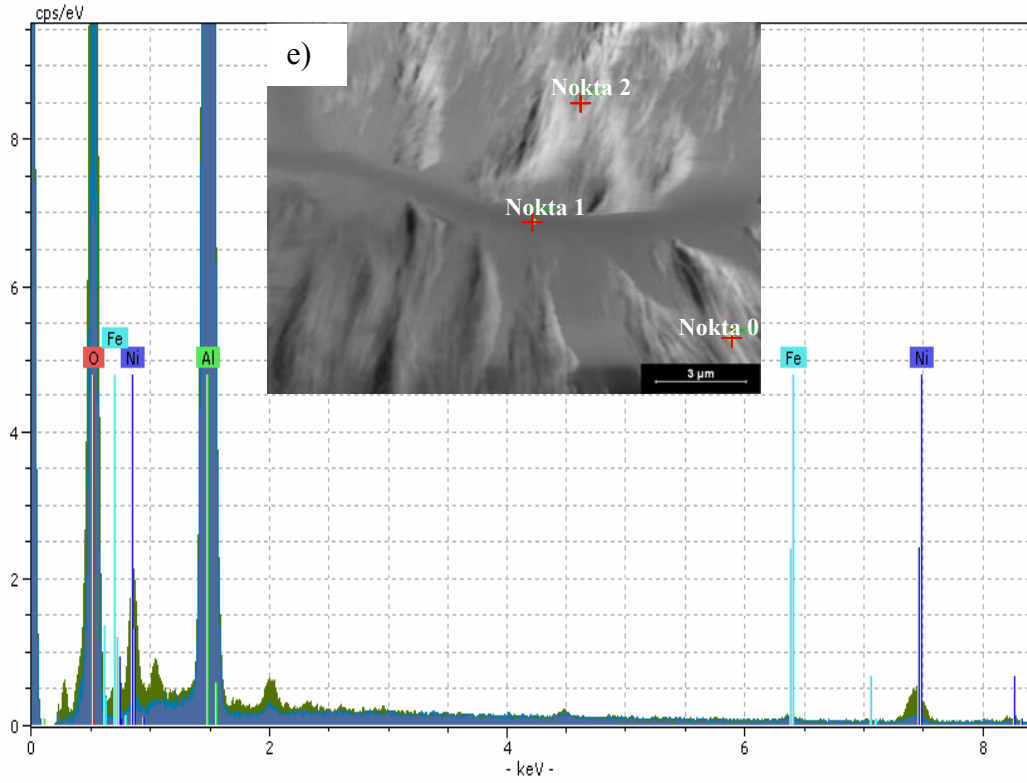 cps/eV
e)
Nokta 2
8
Nokta 1
6
Fe
Nokta 0
O Ni Al Fe Ni
3 µm
4
2
0
0 2 4 6 8
- keV -